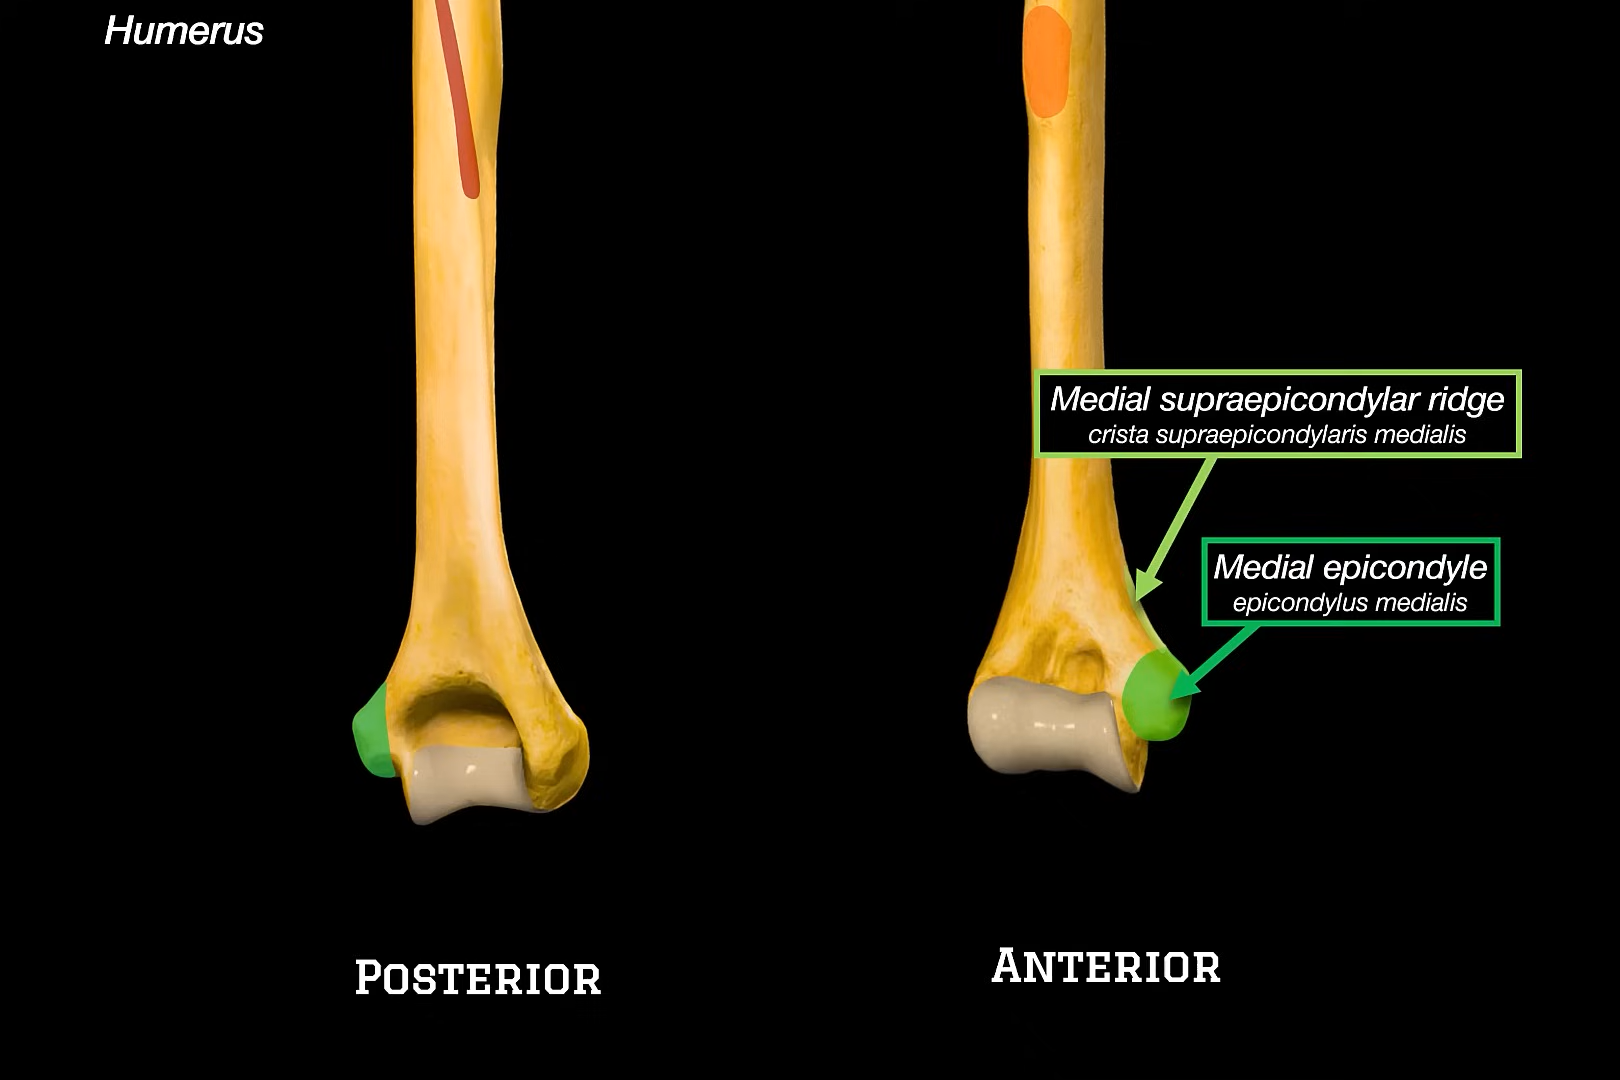 Humerus
Medial supraepicondylar ridge
crista supraepicondylaris medialis
Medial epicondyle
epicondylus medialis
Posterior
Anterior